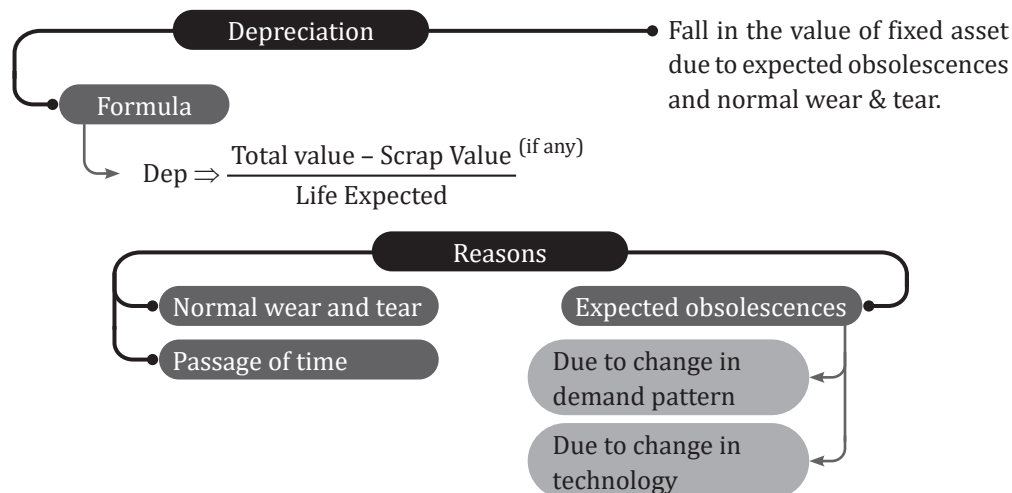 Depreciation
Fall in the value of fixed asset
due to expected obsolescences
and normal wear & tear.
Formula
Dep ⇒ Total value – Scrap Value (if any)
Life Expected
Reasons
Normal wear and tear
Passage of time
Expected obsolescences
Due to change in
demand pattern
Due to change in
technology